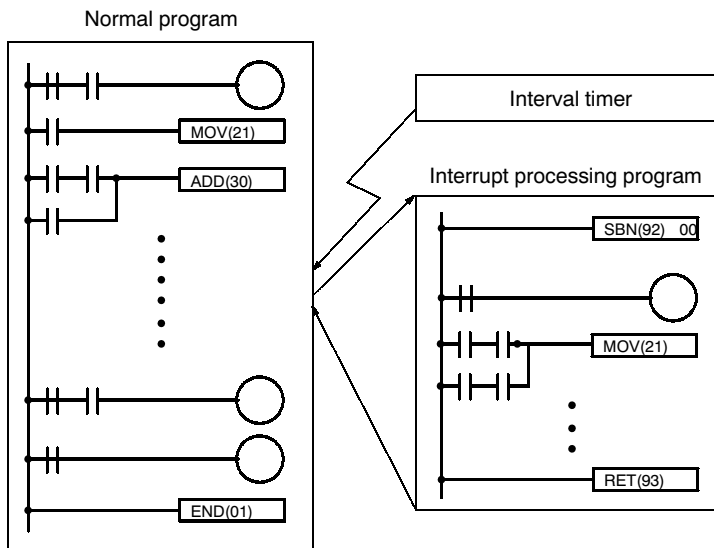 Normal program
MOV(21)
ADD(30)
END(01)
Interval timer
Interrupt processing program
SBN(92) 00
MOV(21)
RET(93)